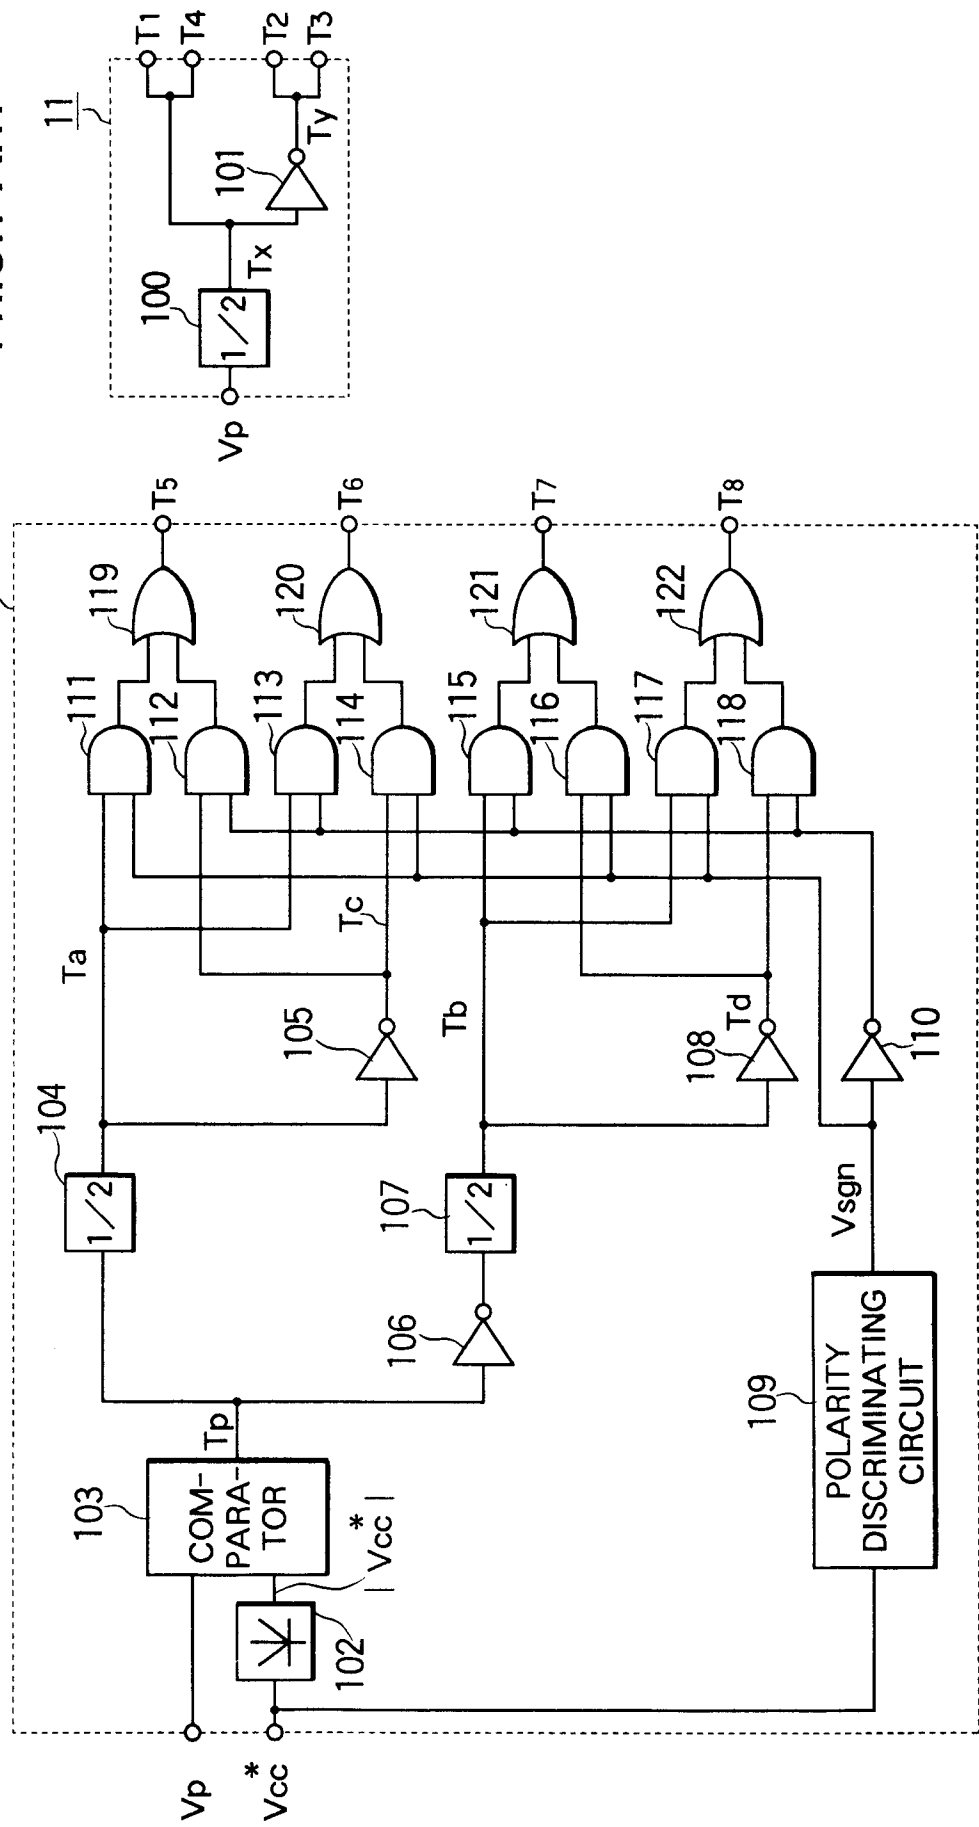 11
Vp
100
1/2
Tx
101
Ty
T1
T4
T2
T3
Vp
*
Vcc
102
| Vcc* |
103
COM-
PARA-
TOR
Tp
104
1/2
Ta
105
Tc
106
107
1/2
Tb
108
Td
109
POLARITY
DISCRIMINATING
CIRCUIT
Vsgn
110
111
112
113
114
115
116
117
118
119
120
121
122
T5
T6
T7
T8